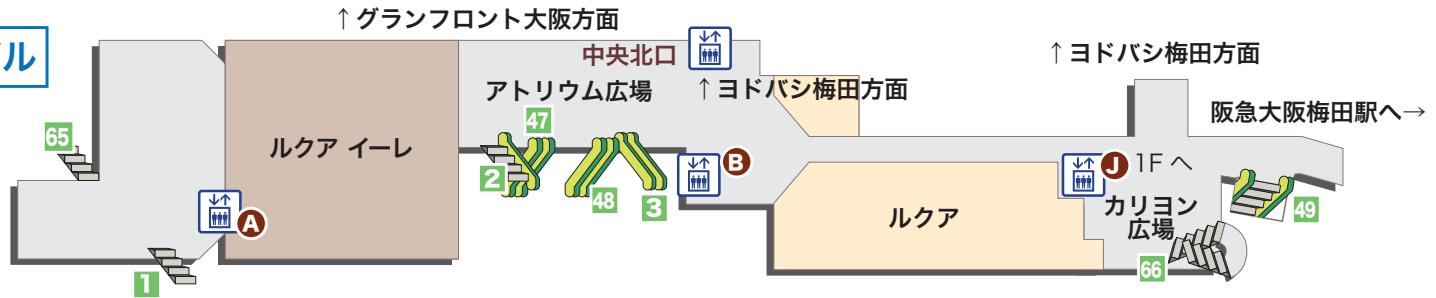 ↑グランフロント大阪方面
ル
中央北口
↑ヨドバシ梅田方面
アトリウム広場
↑ヨドバシ梅田方面
阪急大阪梅田駅へ→
65
47
ルクア イーレ
2
B
J
1Fへ
A
48
3
ルクア
カリヨン
広場
49
1
66